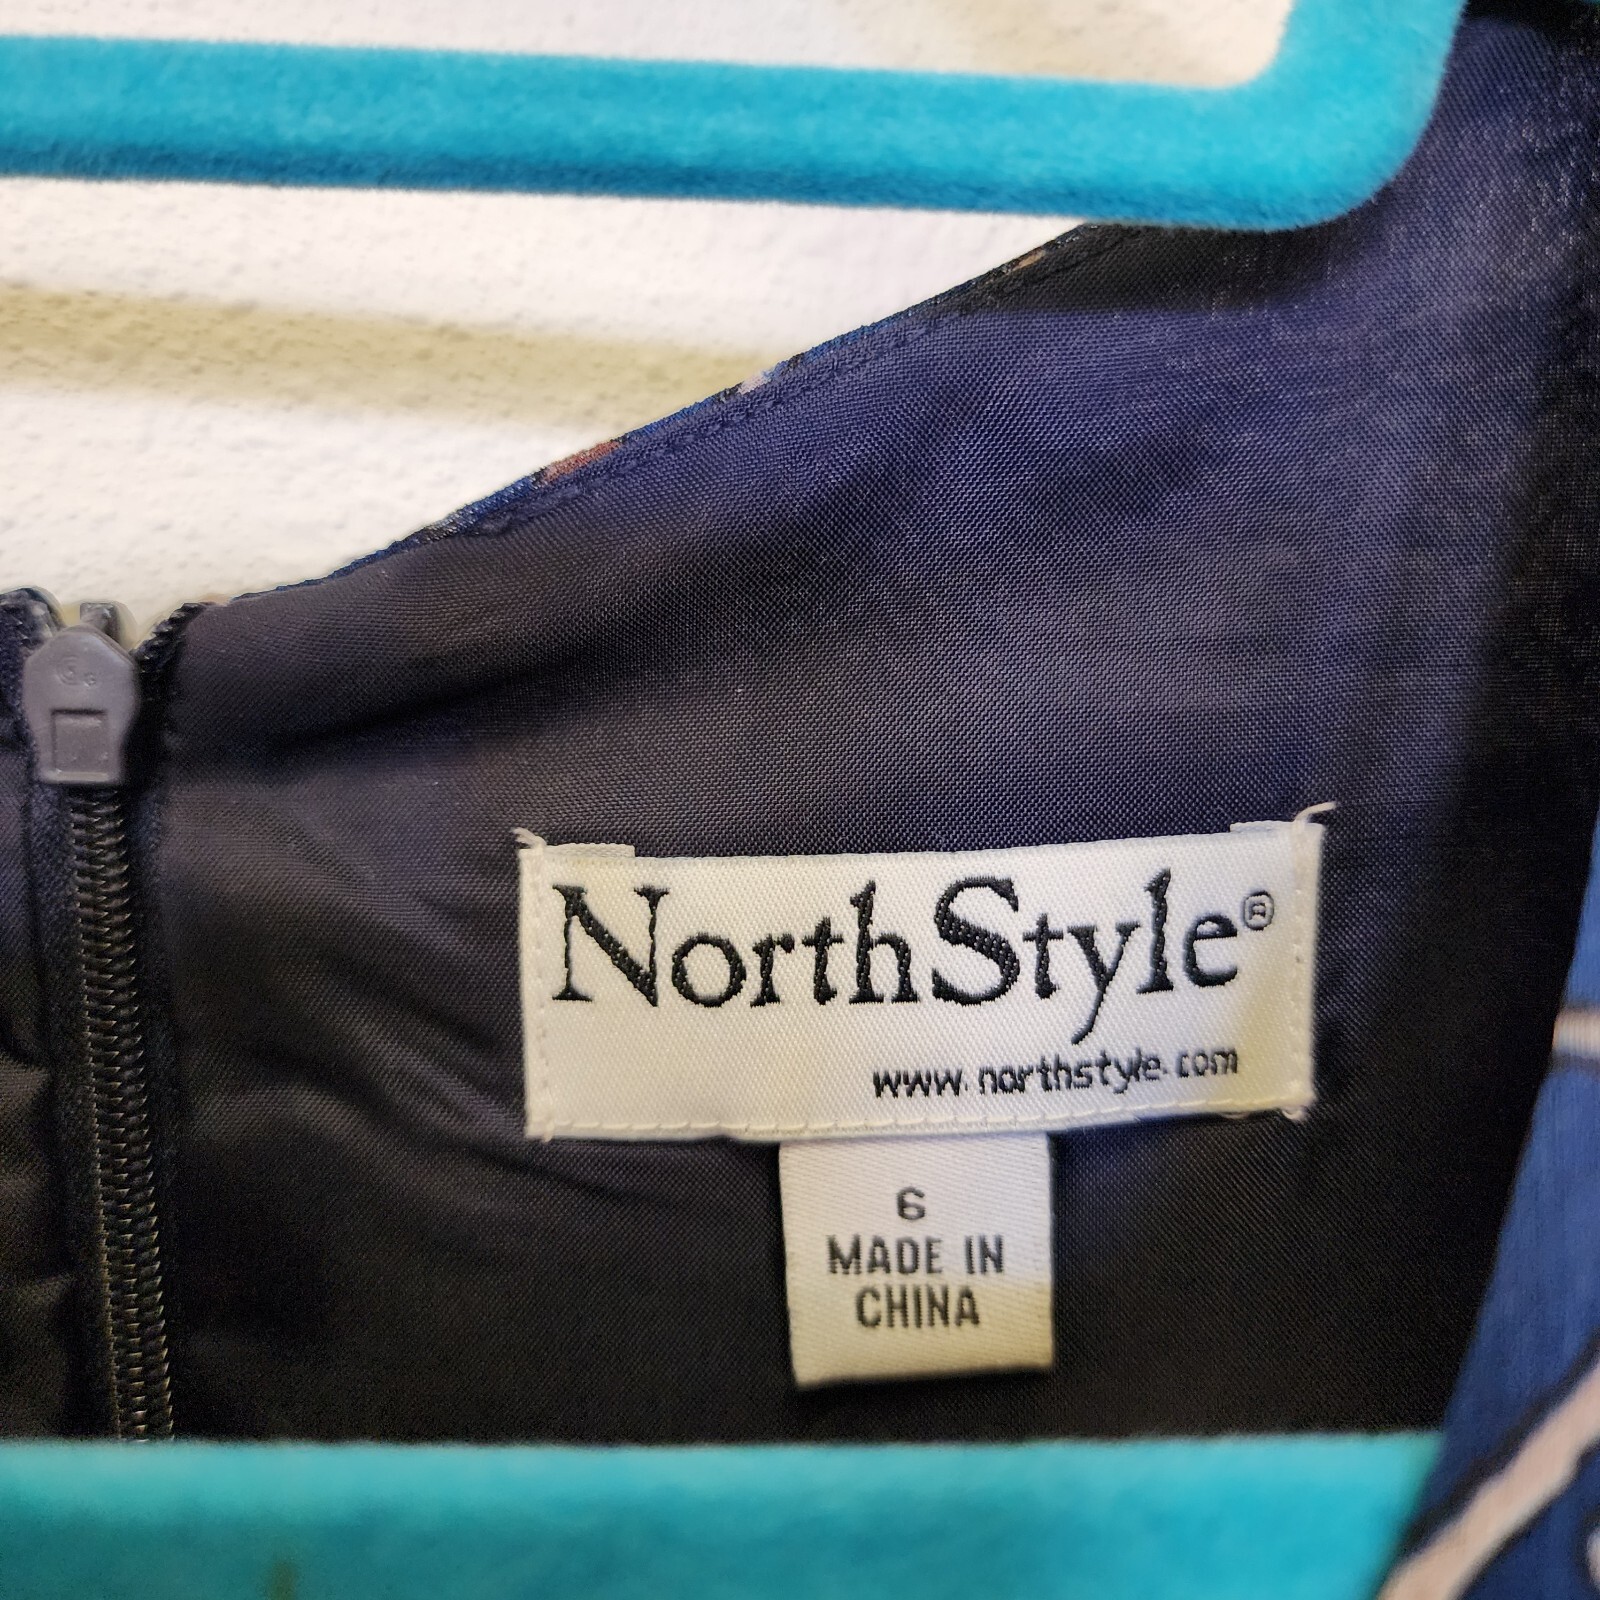 NorthStyle®
www.northstyle.com
6
MADE IN
CHINA